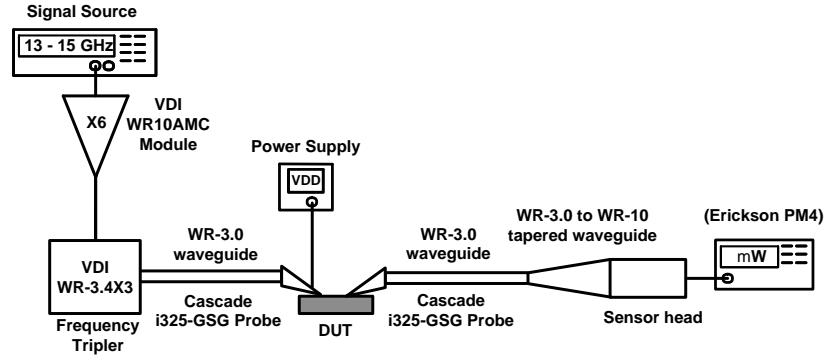 Signal Source
13 - 15 GHz
X6
VDI
WR10AMC
Module
Power Supply
VDD
VDI
WR-3.4X3
Frequency
Tripler
WR-3.0
waveguide
Cascade
i325-GSG Probe
DUT
WR-3.0
waveguide
Cascade
i325-GSG Probe
WR-3.0 to WR-10
tapered waveguide
Sensor head
(Erickson PM4)
mW